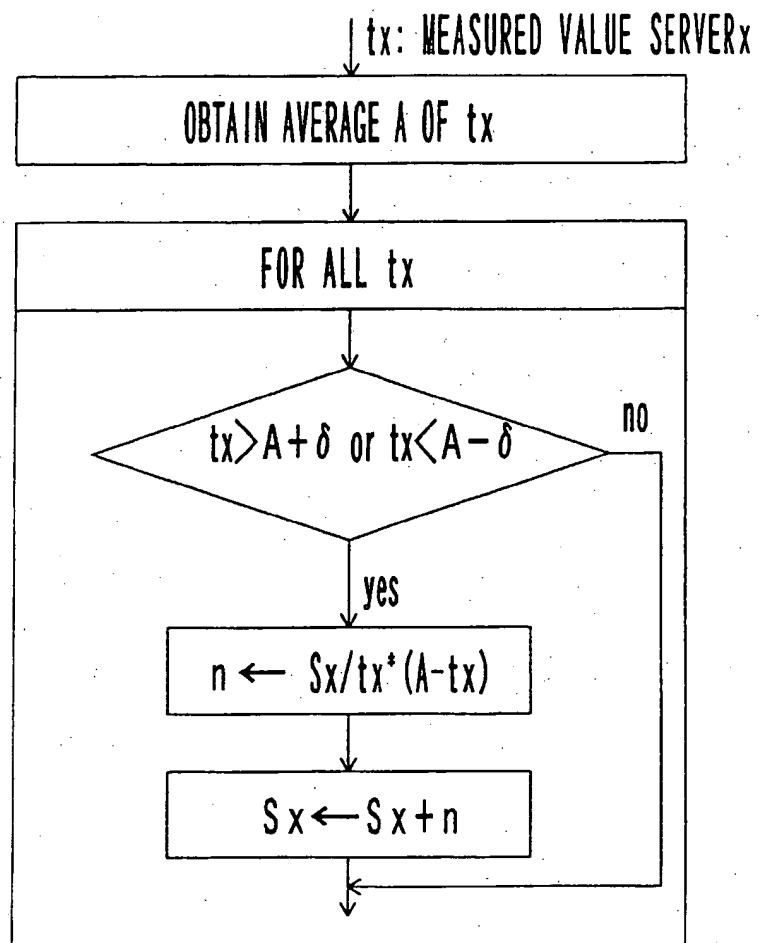 tx: MEASURED VALUE SERVERx
OBTAIN AVERAGE A OF tx
FOR ALL tx
tx>A+δ or tx<A-δ
no
yes
n ← Sx/tx*(A-tx)
Sx←Sx+n